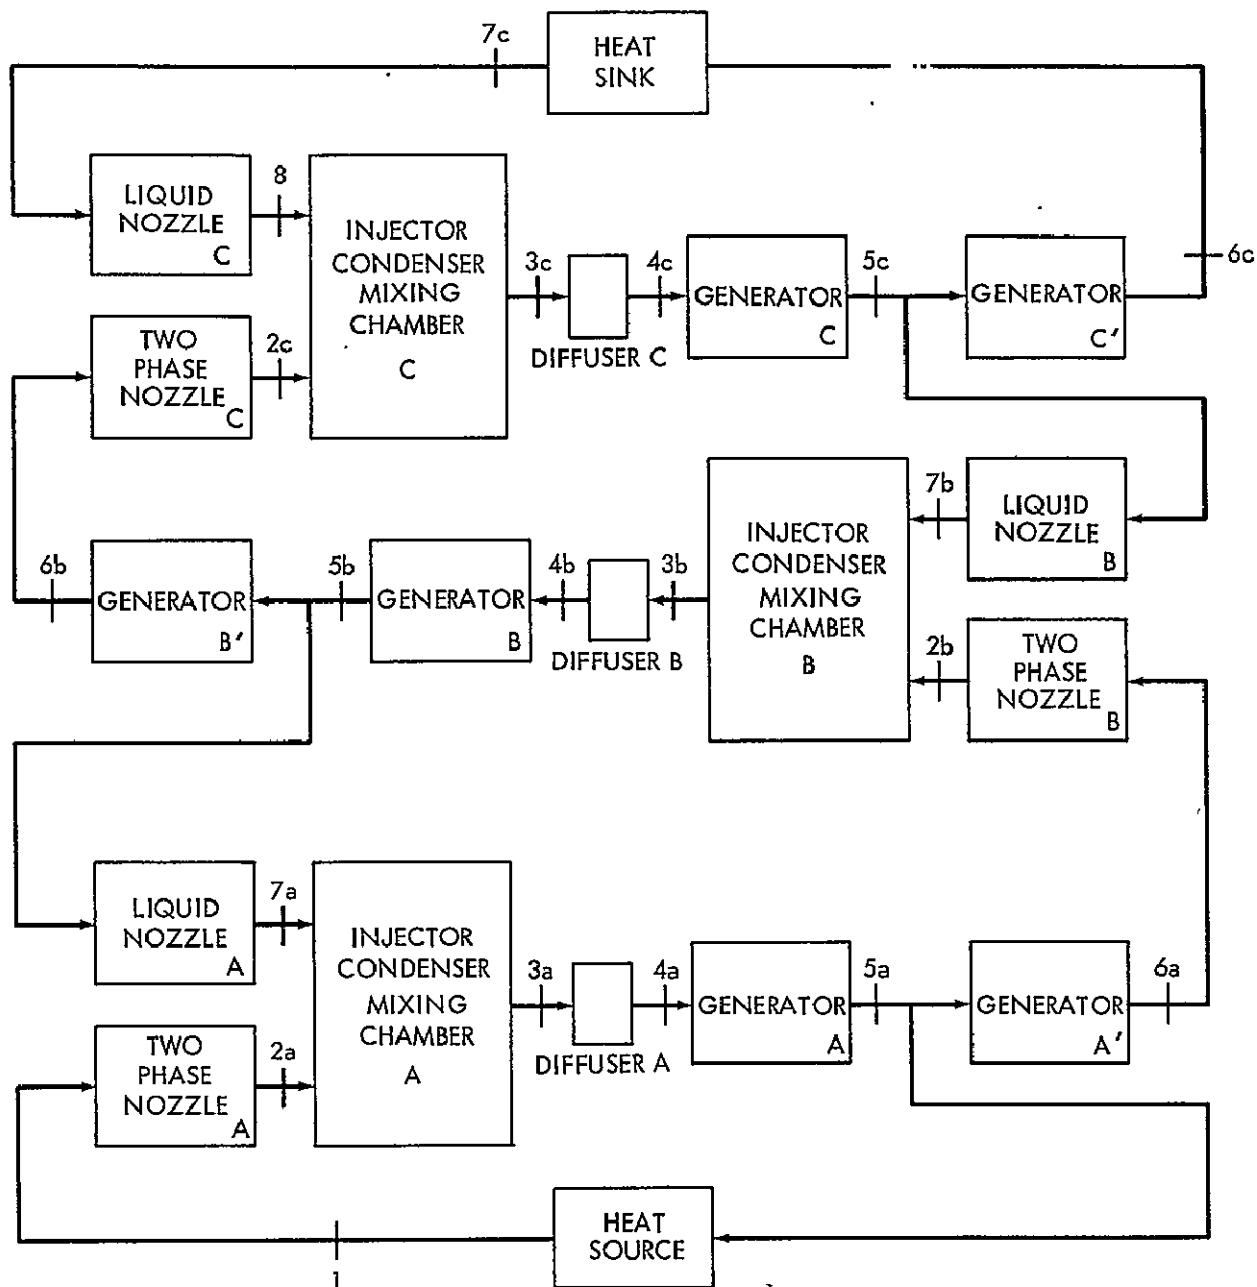 7c
HEAT
SINK
LIQUID
NOZZLE
C
8
INJECTOR
CONDENSER
MIXING
CHAMBER
C
3c
4c
GENERATOR
C
5c
GENERATOR
C'
6c
DIFFUSER C
TWO
PHASE
NOZZLE
C
2c
7b
LIQUID
NOZZLE
B
INJECTOR
CONDENSER
MIXING
CHAMBER
B
6b
GENERATOR
B'
5b
GENERATOR
B
4b
3b
DIFFUSER B
2b
TWO
PHASE
NOZZLE
B
LIQUID
NOZZLE
A
7a
INJECTOR
CONDENSER
MIXING
CHAMBER
A
3a
4a
GENERATOR
A
5a
GENERATOR
A'
6a
DIFFUSER A
TWO
PHASE
NOZZLE
A
2a
HEAT
SOURCE
1